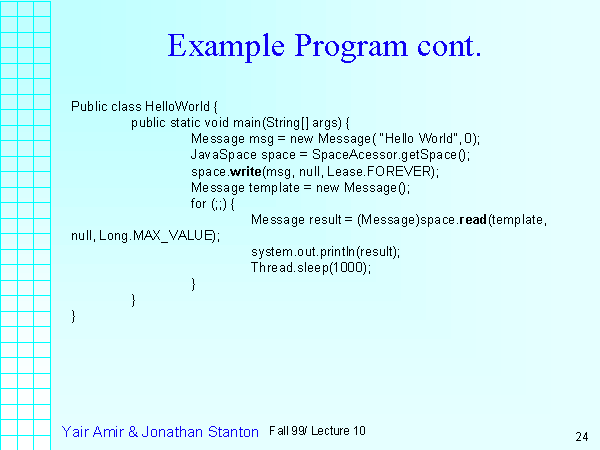 Example Program cont.
Public class HelloWorld {
public static void main(String[] args) {
Message msg = new Message( "Hello World", 0);
JavaSpace space = SpaceAcessor.getSpace();
space.write(msg, null, Lease.FOREVER);
Message template = new Message();
for (;;) {
Message result = (Message)space.read(template,
null, Long.MAX_VALUE);
system.out.println(result);
Thread.sleep(1000);
}
}
}
Yair Amir & Jonathan Stanton Fall 99/ Lecture 10
24